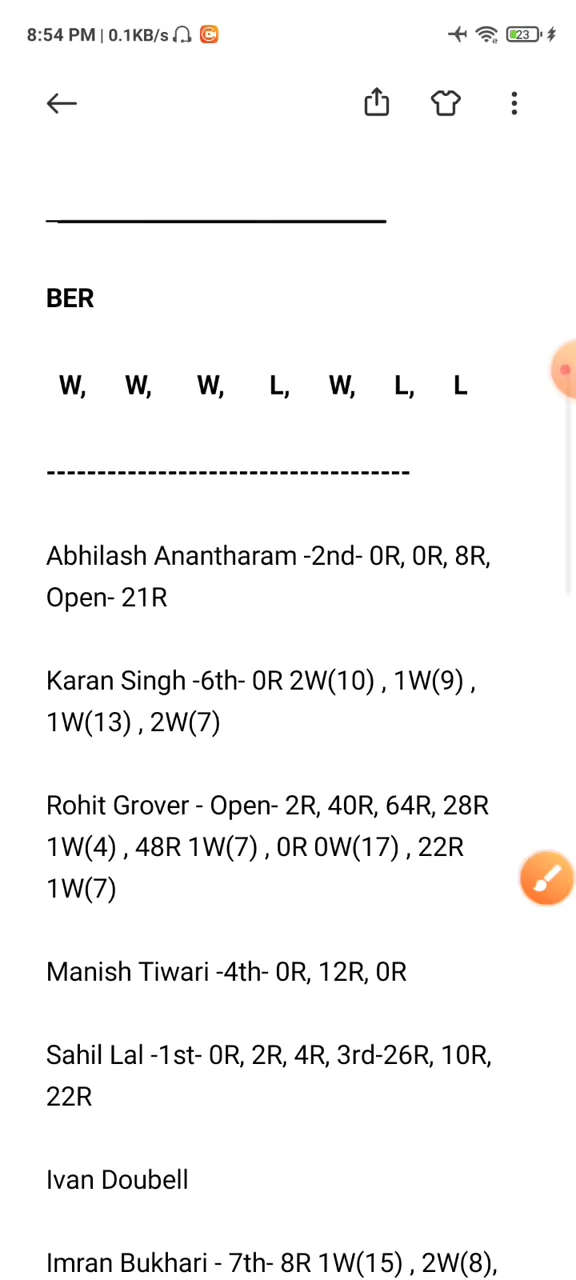 8:54 PM | 0.1KB/s
23
BER
W, W, W, L, W, L, L
-----------------------------------
Abhilash Anantharam -2nd- 0R, 0R, 8R,
Open- 21R
Karan Singh -6th- 0R 2W(10) , 1W(9) ,
1W(13) , 2W(7)
Rohit Grover - Open- 2R, 40R, 64R, 28R
1W(4) , 48R 1W(7) , 0R 0W(17) , 22R
1W(7)
Manish Tiwari -4th- 0R, 12R, 0R
Sahil Lal -1st- 0R, 2R, 4R, 3rd-26R, 10R,
22R
Ivan Doubell
Imran Bukhari - 7th- 8R 1W(15) , 2W(8),